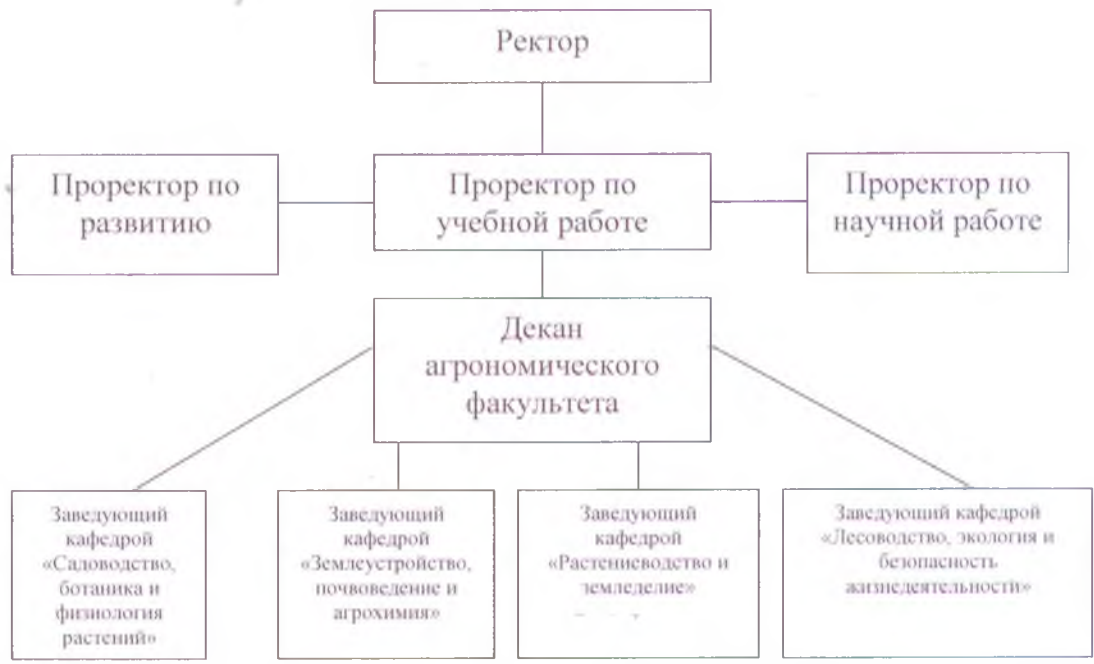 Ректор
Проректор по
развитию
Проректор по
учебной работе
Проректор по
научной работе
Декан
агрономического
факультета
Заведующий
кафедрой
«Садоводство,
ботаника и
физиология
растений»
Заведующий
кафедрой
«Землеустройство,
почвоведение и
агрохимия»
Заведующий
кафедрой
«Растениеводство и
земледелие»
Заведующий кафедрой
«Лесоводство, экология и
безопасность
жизнедеятельности»